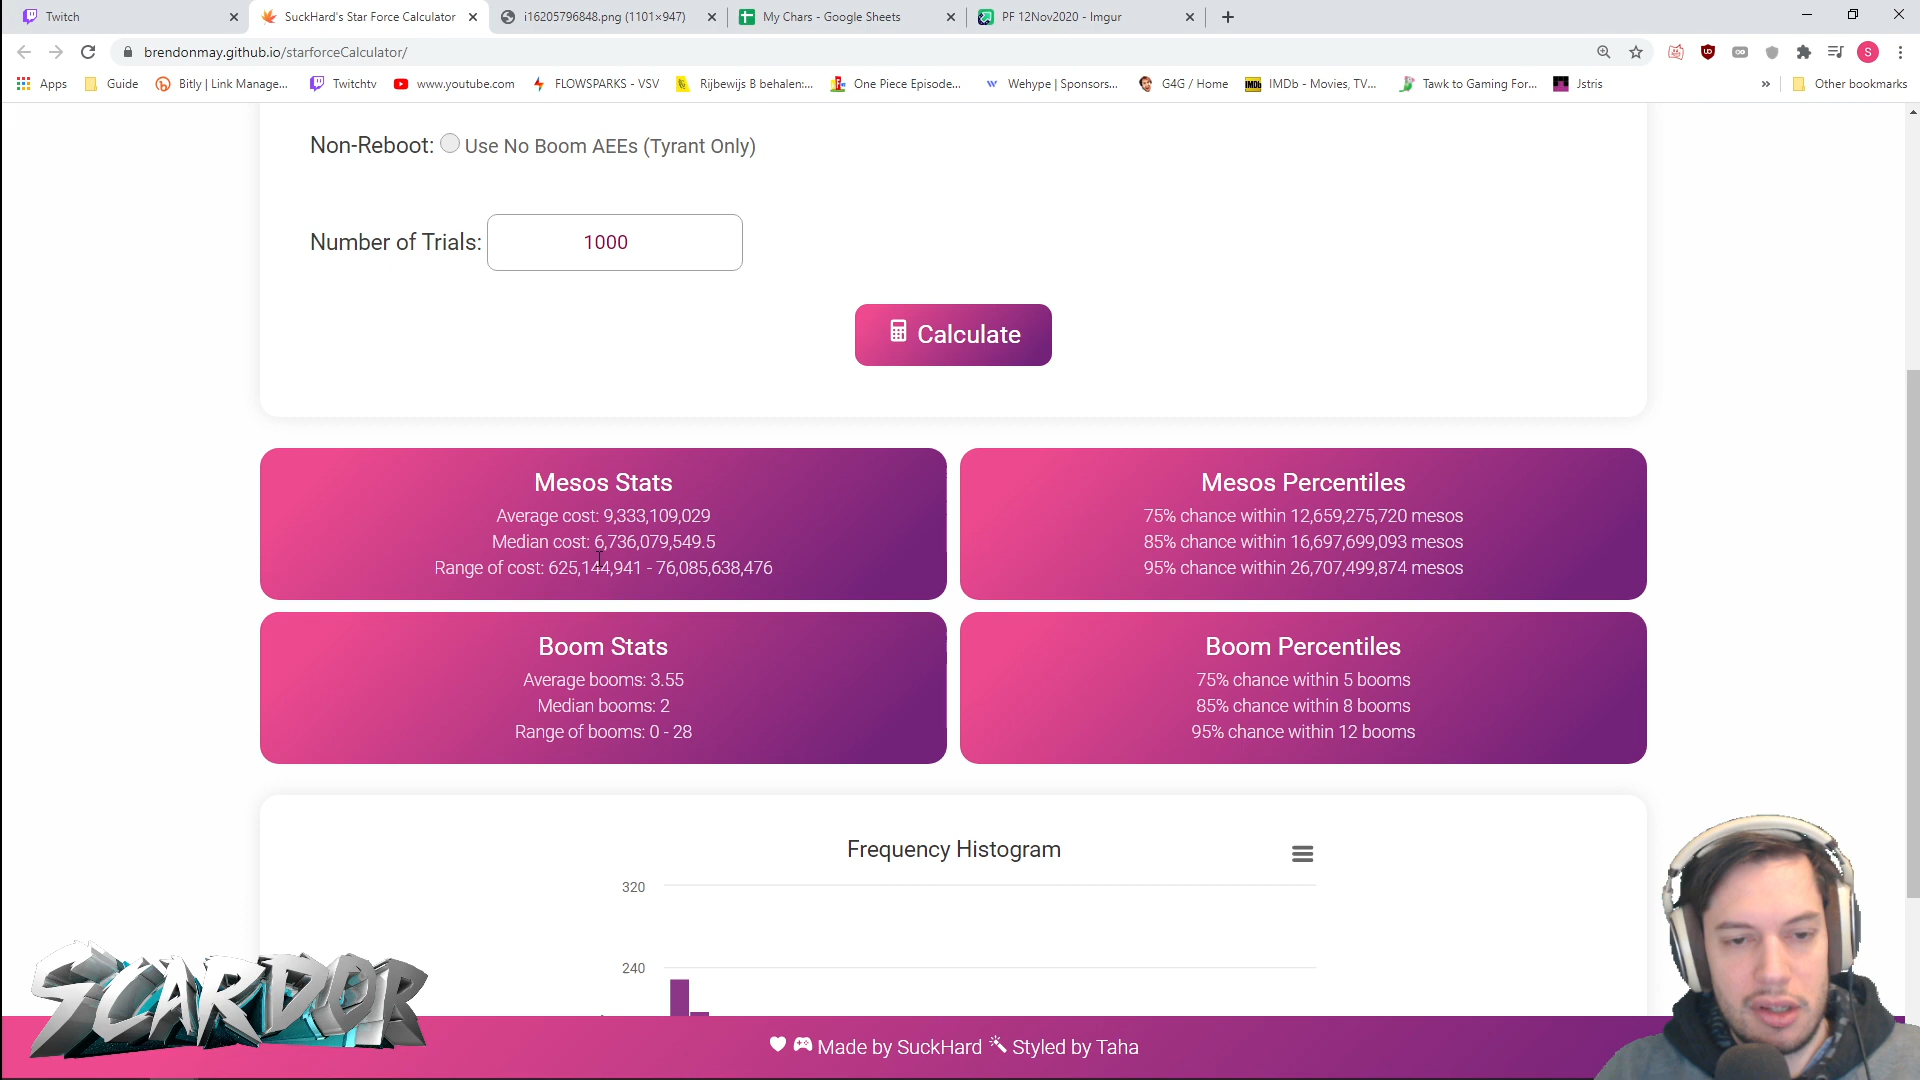 Twitch
SuckHard's Star Force Calculator
i16205796848.png (1101×947)
My Chars - Google Sheets
PF 12Nov2020 - Imgur
brendonmay.github.io/starforceCalculator/
S
Apps
Guide
Bitly | Link Manage...
Twitchtv
www.youtube.com
FLOWSPARKS - VSV
Rijbewijs B behalen:...
One Piece Episode...
Wehype | Sponsors...
G4G / Home
IMDb - Movies, TV...
Tawk to Gaming For...
Jstris
»
Other bookmarks
Non-Reboot: Use No Boom AEEs (Tyrant Only)
Number of Trials: 1000
Calculate
Mesos Stats
Average cost: 9,333,109,029
Median cost: 6,736,079,549.5
Range of cost: 625,144,941 - 76,085,638,476
Mesos Percentiles
75% chance within 12,659,275,720 mesos
85% chance within 16,697,699,093 mesos
95% chance within 26,707,499,874 mesos
Boom Stats
Average booms: 3.55
Median booms: 2
Range of booms: 0 - 28
Boom Percentiles
75% chance within 5 booms
85% chance within 8 booms
95% chance within 12 booms
Frequency Histogram
320
240
SCARDOR
Made by SuckHard Styled by Taha